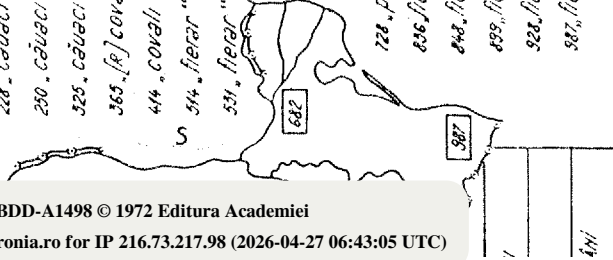 228 „căuaci
250 „căuaci
325 „căuaci
365 „[R] cova
414 „covali
514 „fierar"
531 „fierar"
728 „p
836 „fi
848 „fi
899 „fi
928 „fi
987 „fi
682
987
S
ÂNI
BDD-A1498 © 1972 Editura Academiei
ronia.ro for IP 216.73.217.98 (2026-04-27 06:43:05 UTC)